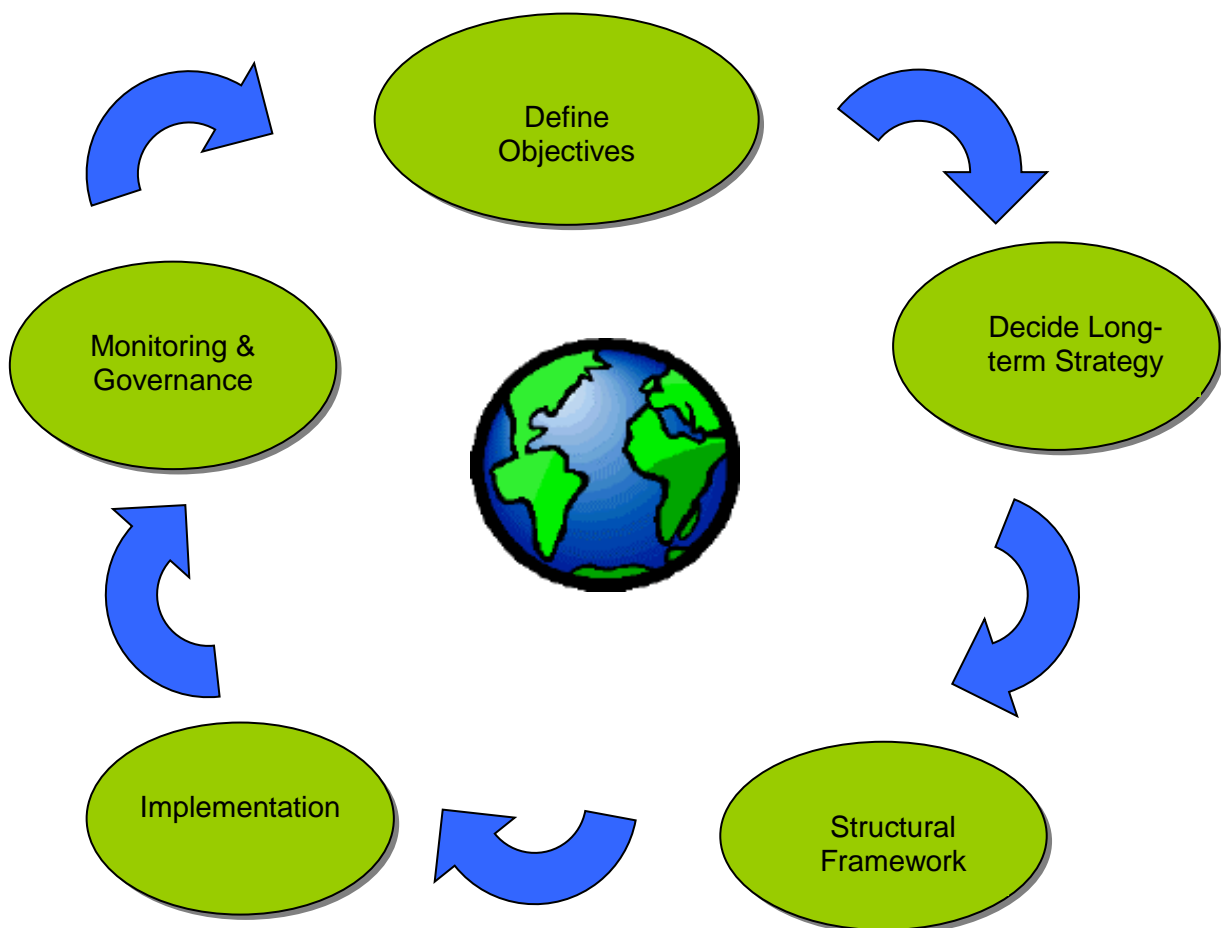 Define
Objectives
Decide Long-
term Strategy
Structural
Framework
Implementation
Monitoring &
Governance